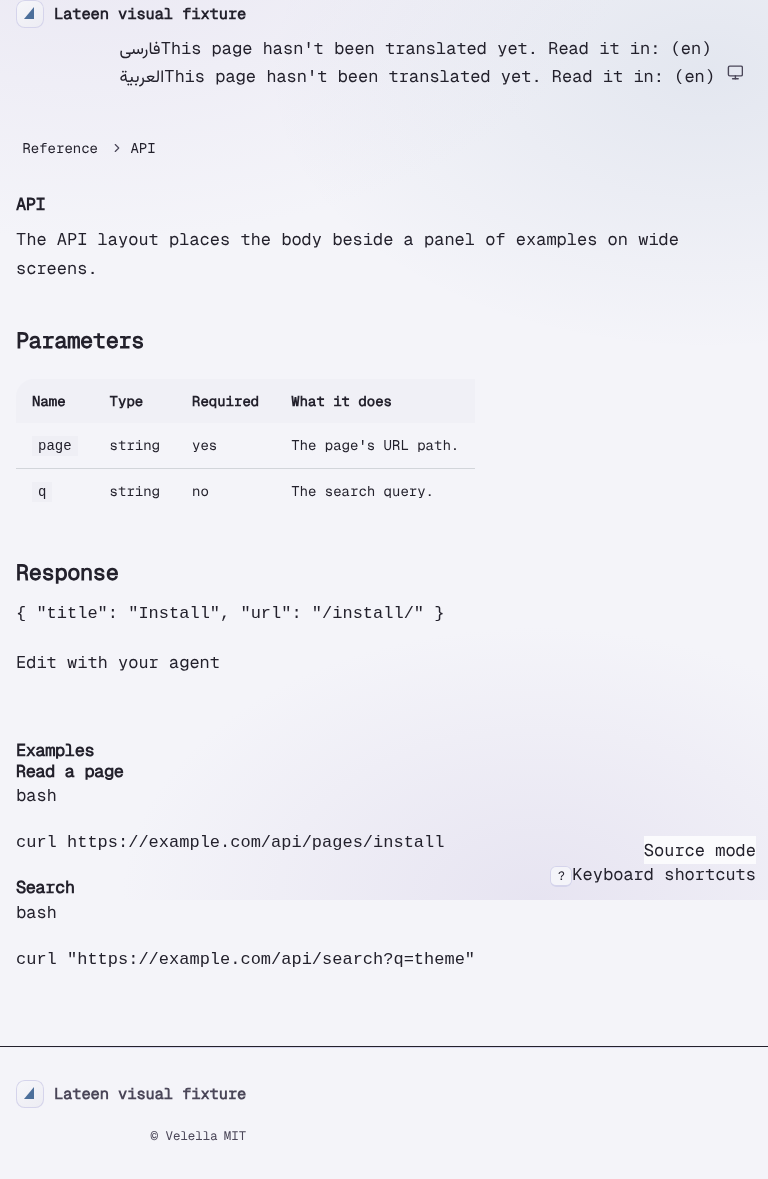 Lateen visual fixture
فارسیThis page hasn't been translated yet. Read it in: (en)
العربيةThis page hasn't been translated yet. Read it in: (en)
Reference > API
API
The API layout places the body beside a panel of examples on wide
screens.
Parameters
Name Type Required What it does
page string yes The page's URL path.
q string no The search query.
Response
{ "title": "Install", "url": "/install/" }
Edit with your agent
Examples
Read a page
bash
curl https://example.com/api/pages/install
Source mode
? Keyboard shortcuts
Search
bash
curl "https://example.com/api/search?q=theme"
Lateen visual fixture
© Velella MIT